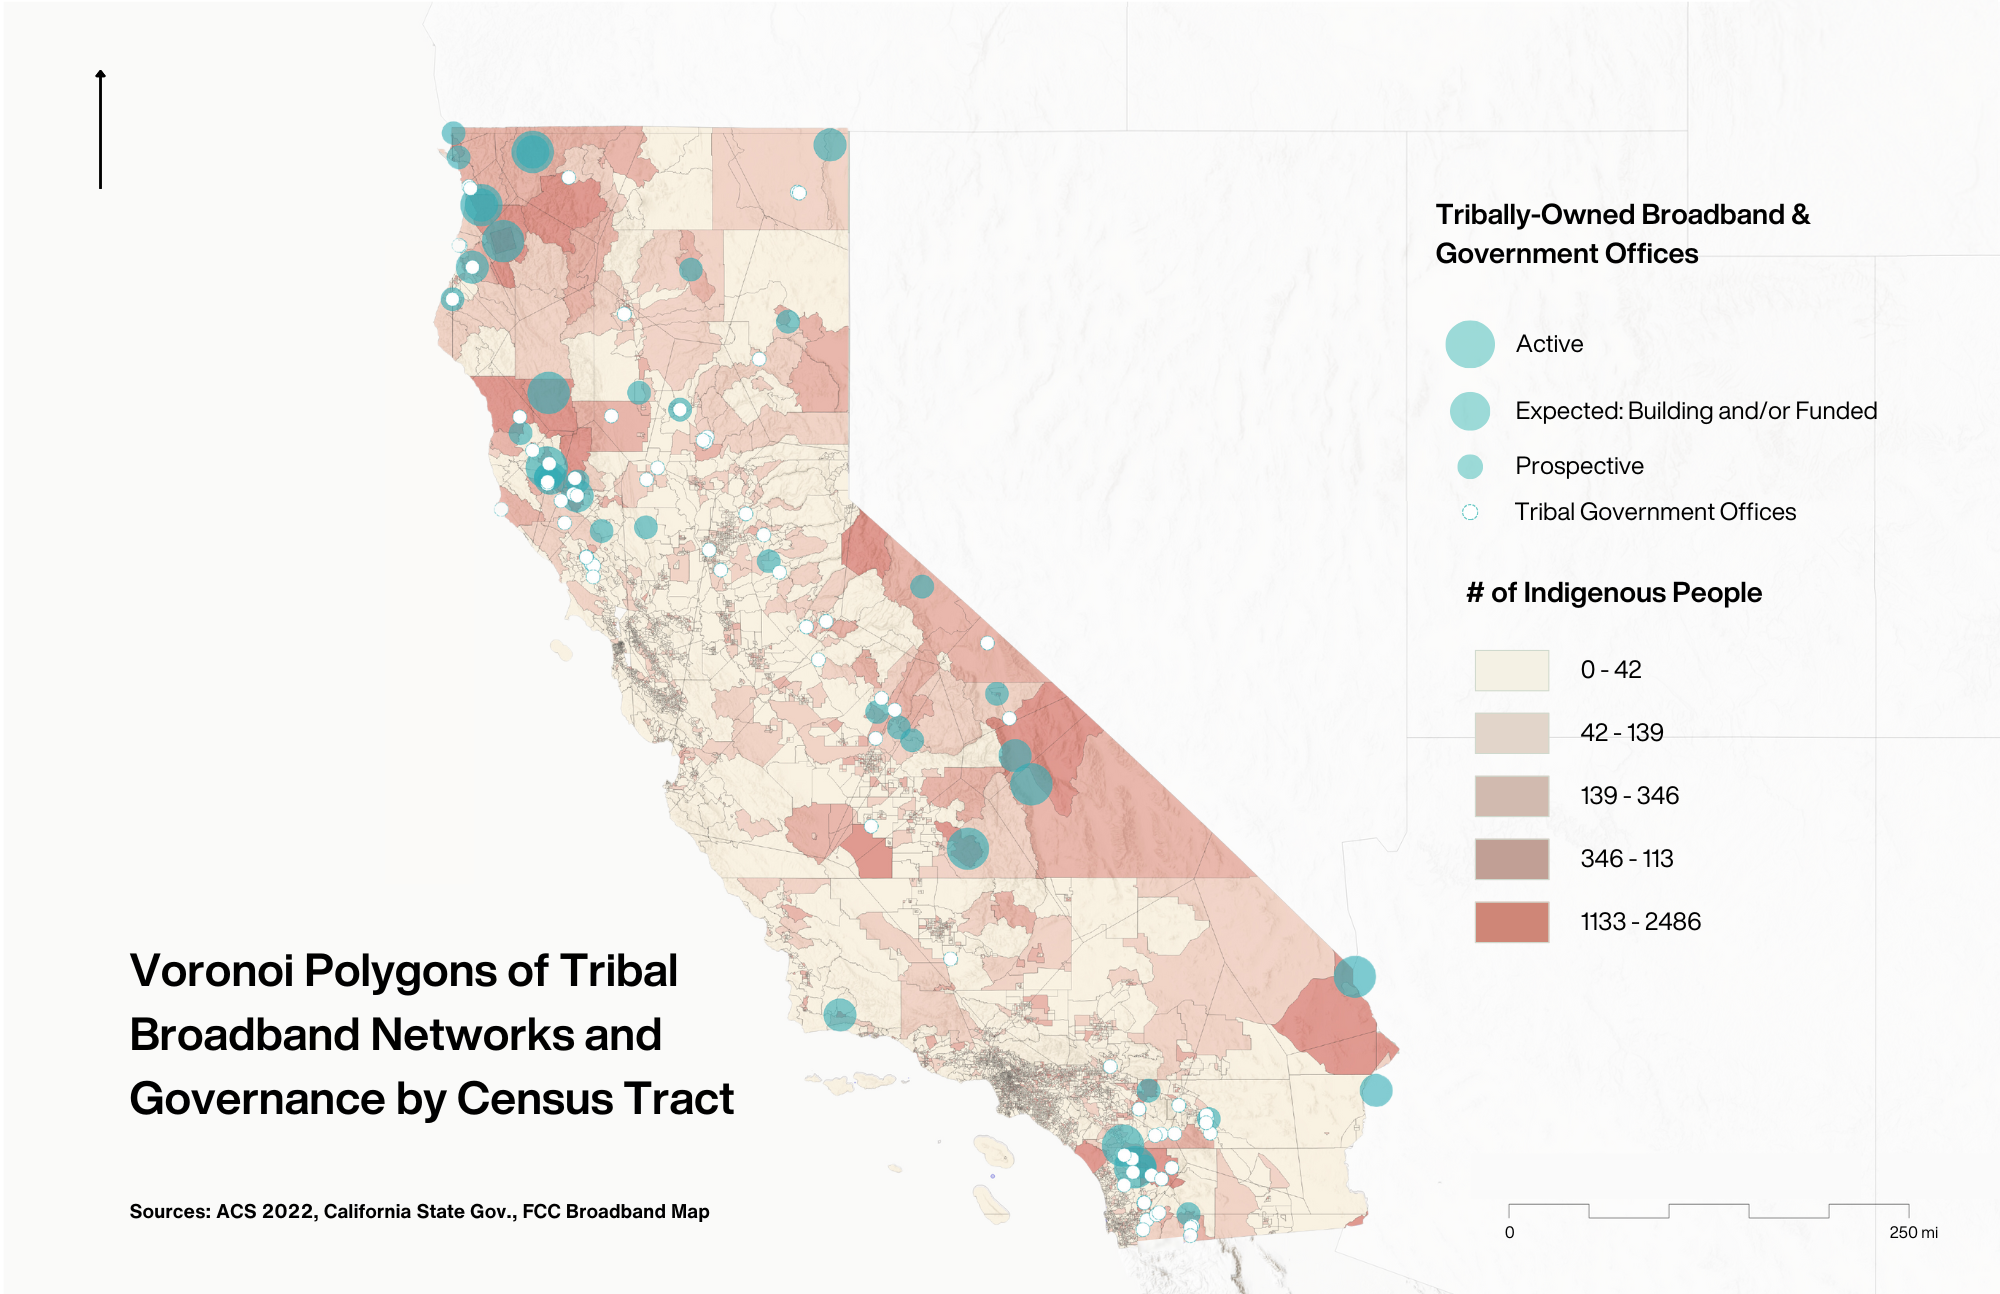 Tribally-Owned Broadband &
Government Offices
Active
Expected: Building and/or Funded
Prospective
Tribal Government Offices
# of Indigenous People
0 - 42
42 - 139
139 - 346
346 - 113
1133 - 2486
Voronoi Polygons of Tribal
Broadband Networks and
Governance by Census Tract
Sources: ACS 2022, California State Gov., FCC Broadband Map
0 250 mi